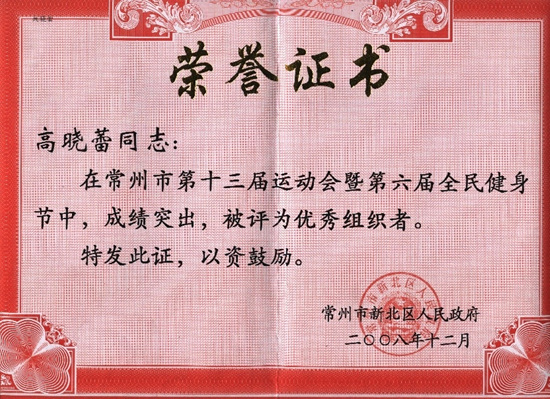 荣誉证书
高晓蕾同志：
在常州市第十三届运动会暨第六届全民健身
节中，成绩突出，被评为优秀组织者。
特发此证，以资鼓励。
常州市新北区人民政府
二〇〇八年十二月